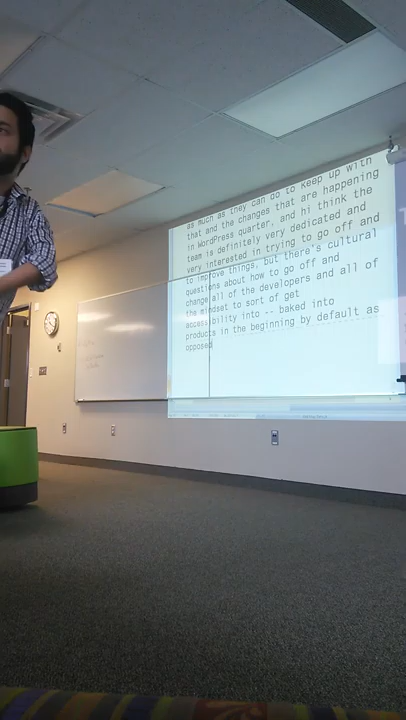 as much as they can go to keep up with
that and the changes that are happening
in WordPress quarter, and hi think the
team is definitely very dedicated and
very interested in trying to go off and
to improve things, but there's cultural
questions about how to go off and
change all of the developers and all of
the mindset to sort of get
accessibility into -- baked into
products in the beginning by default as
opposed